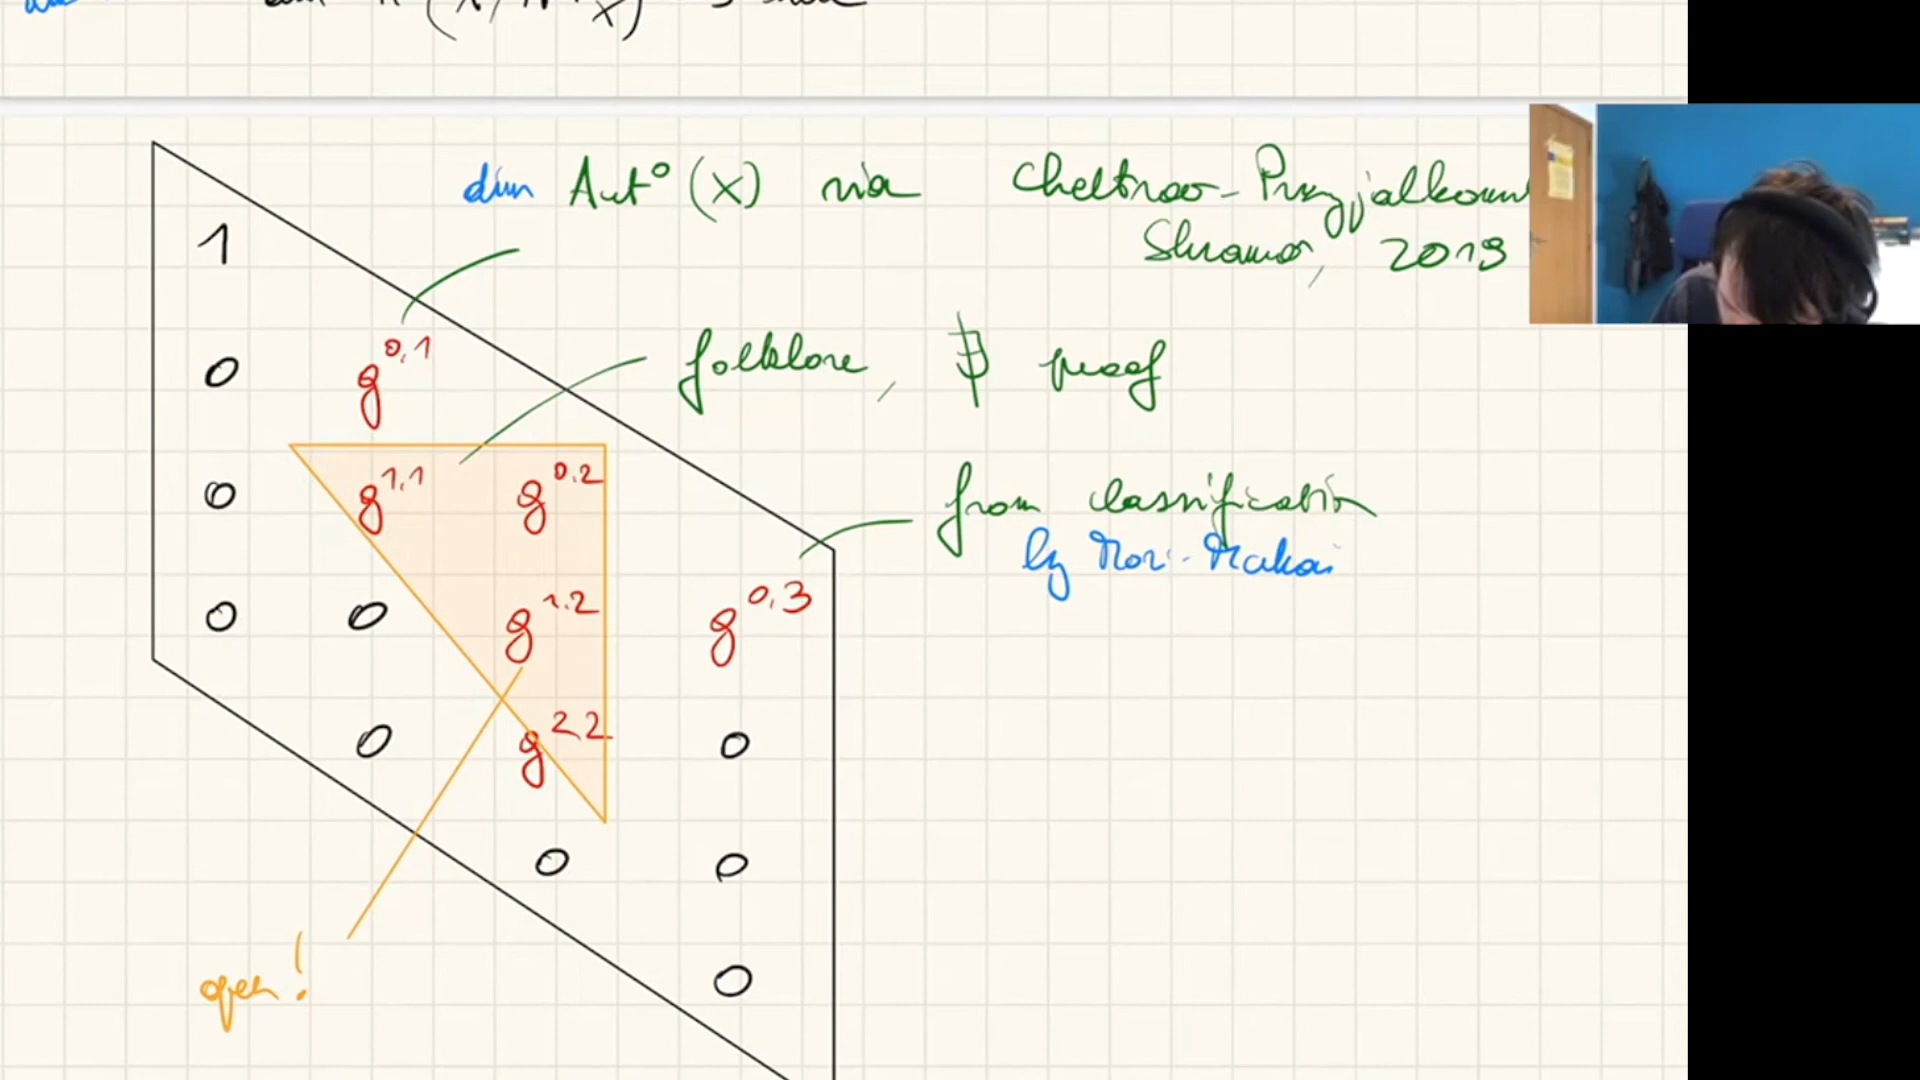 dim Aut⁰ (X) via Cheltsov - Przyjalkowski
Shramov, 2019
1
0 g^{0,1}
folklore, ∄ proof
0 g^{1,1} g^{0,2}
from classification
by Mori-Mukai
0 0 g^{1,2} g^{0,3}
0 g^{2,2} 0
0 0
open! 0